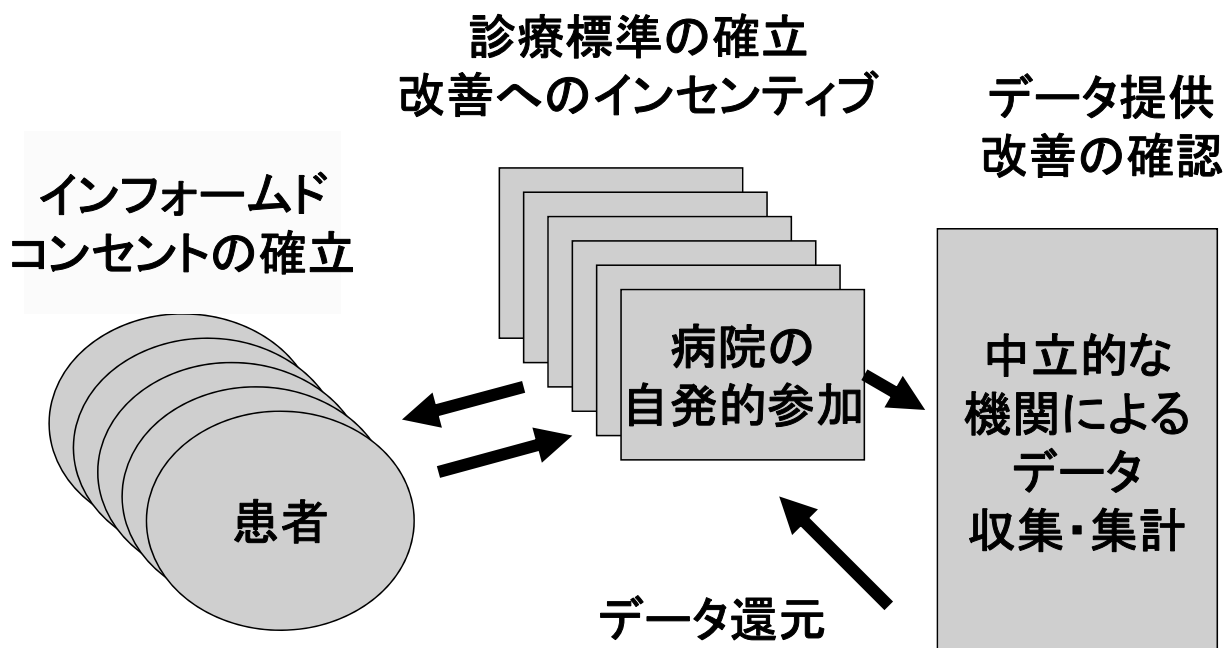 診療標準の確立
改善へのインセンティブ
データ提供
改善の確認
インフォームド
コンセントの確立
病院の
自発的参加
中立的な
機関による
データ
収集・集計
患者
データ還元